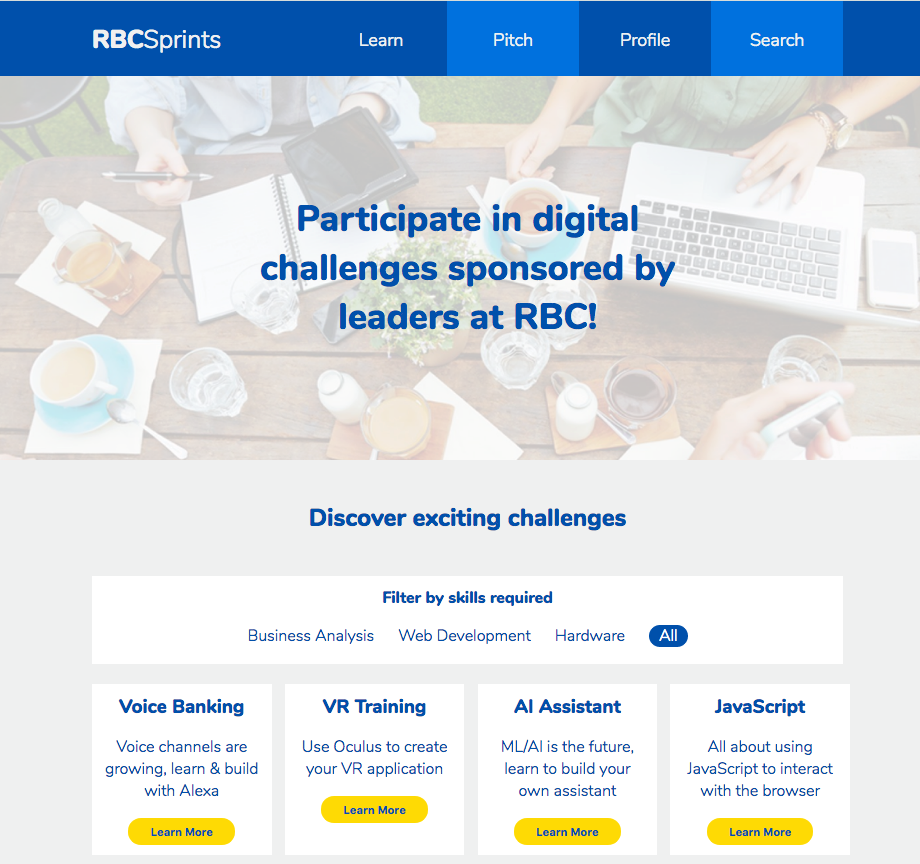 RBCSprints Learn Pitch Profile Search
Participate in digital
challenges sponsored by
leaders at RBC!
Discover exciting challenges
Filter by skills required
Business Analysis Web Development Hardware All
Voice Banking
Voice channels are
growing, learn & build
with Alexa
Learn More
VR Training
Use Oculus to create
your VR application
Learn More
AI Assistant
ML/AI is the future,
learn to build your
own assistant
Learn More
JavaScript
All about using
JavaScript to interact
with the browser
Learn More